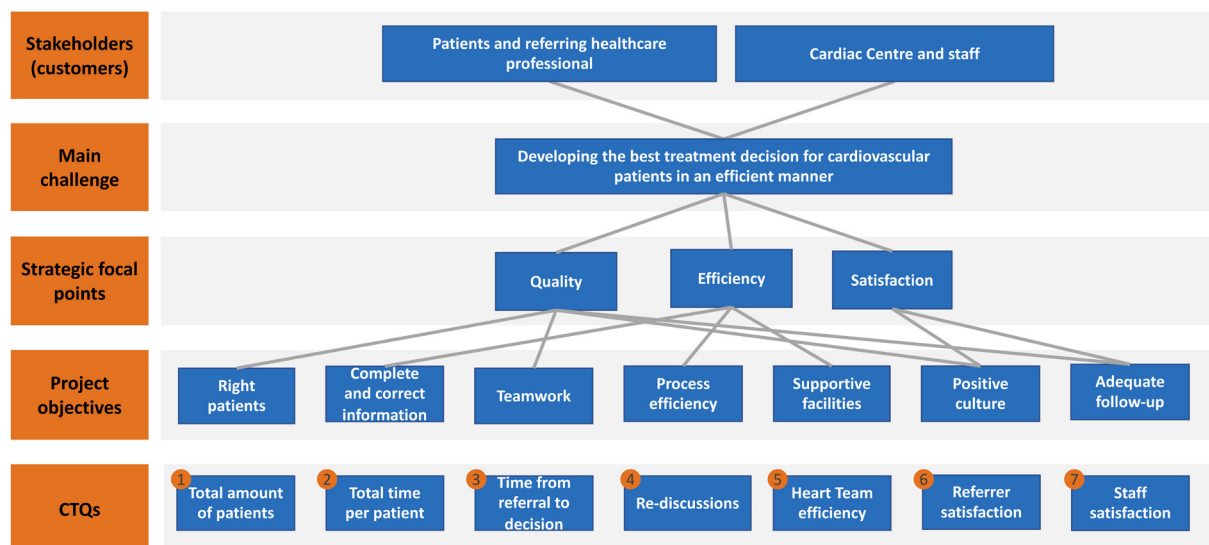 Stakeholders
(customers)
Patients and referring healthcare
professional
Cardiac Centre and staff
Main
challenge
Developing the best treatment decision for cardiovascular
patients in an efficient manner
Strategic focal
points
Quality
Efficiency
Satisfaction
Project
objectives
Right
patients
Complete
and correct
information
Teamwork
Process
efficiency
Supportive
facilities
Positive
culture
Adequate
follow-up
CTQs
1
Total amount
of patients
2
Total time
per patient
3
Time from
referral to
decision
4
Re-discussions
5
Heart Team
efficiency
6
Referrer
satisfaction
7
Staff
satisfaction